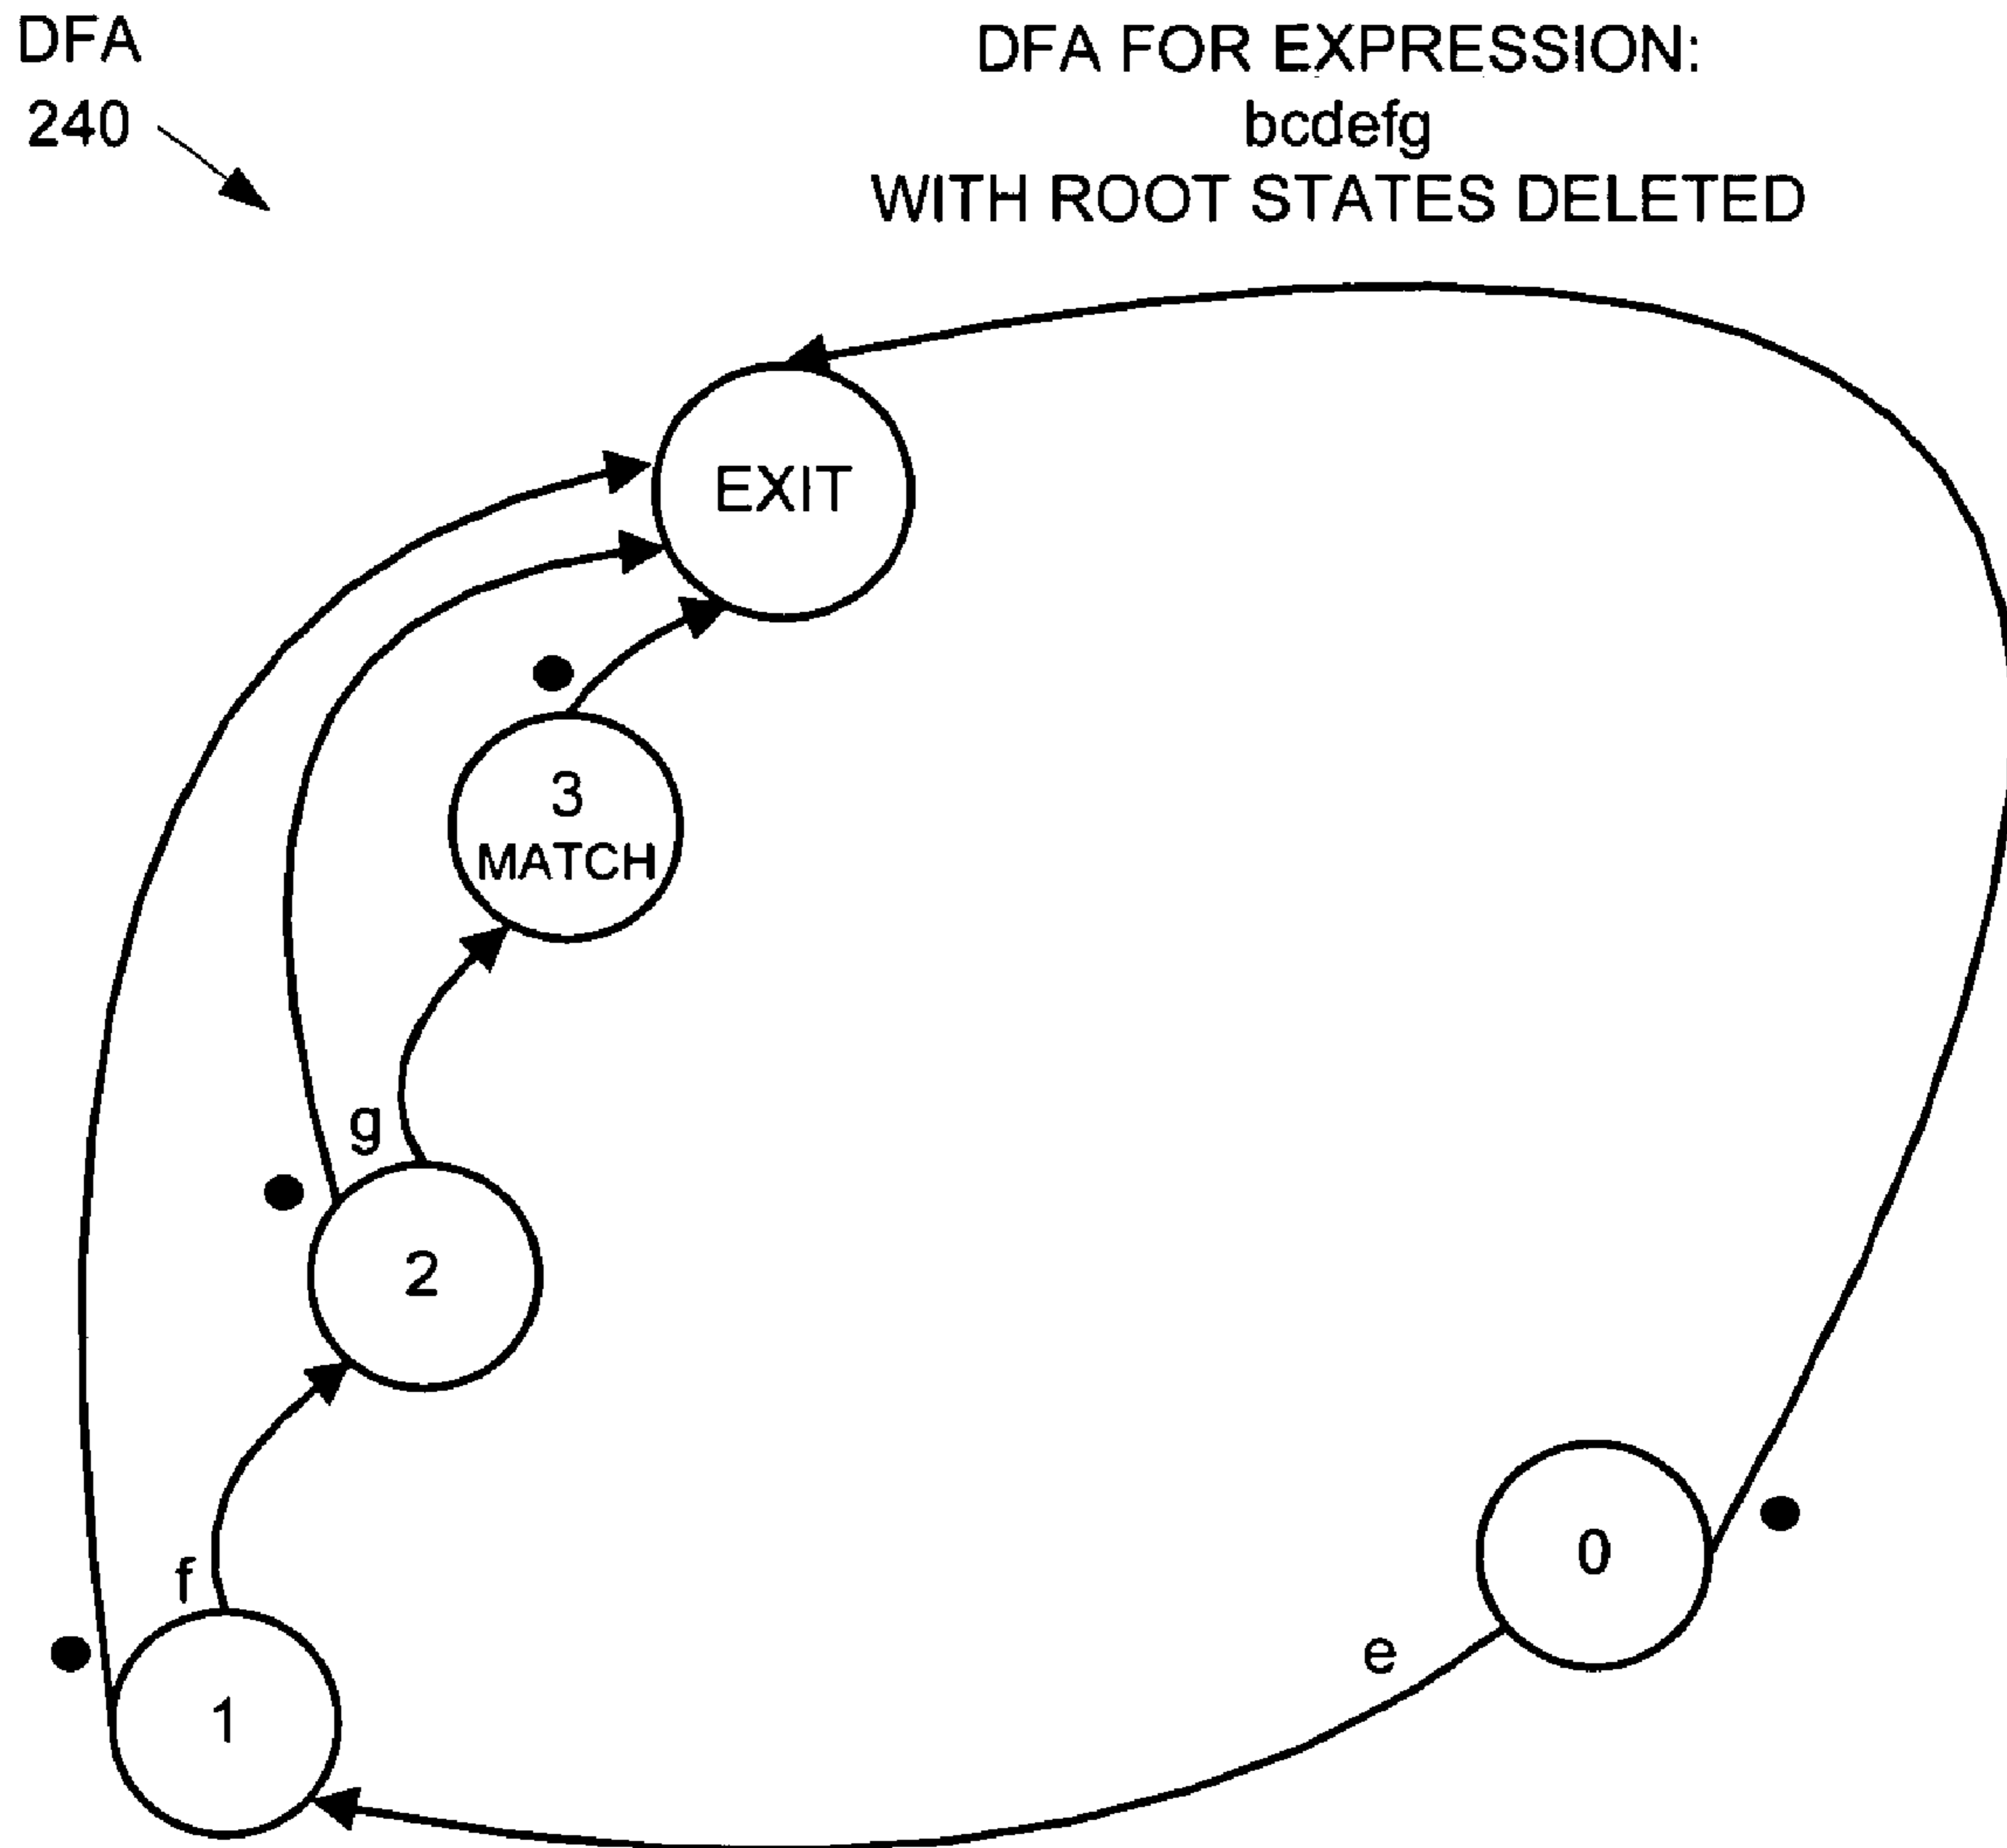 DFA
240
DFA FOR EXPRESSION:
bcdefg
WITH ROOT STATES DELETED
EXIT
3
MATCH
g
2
f
0
e
1